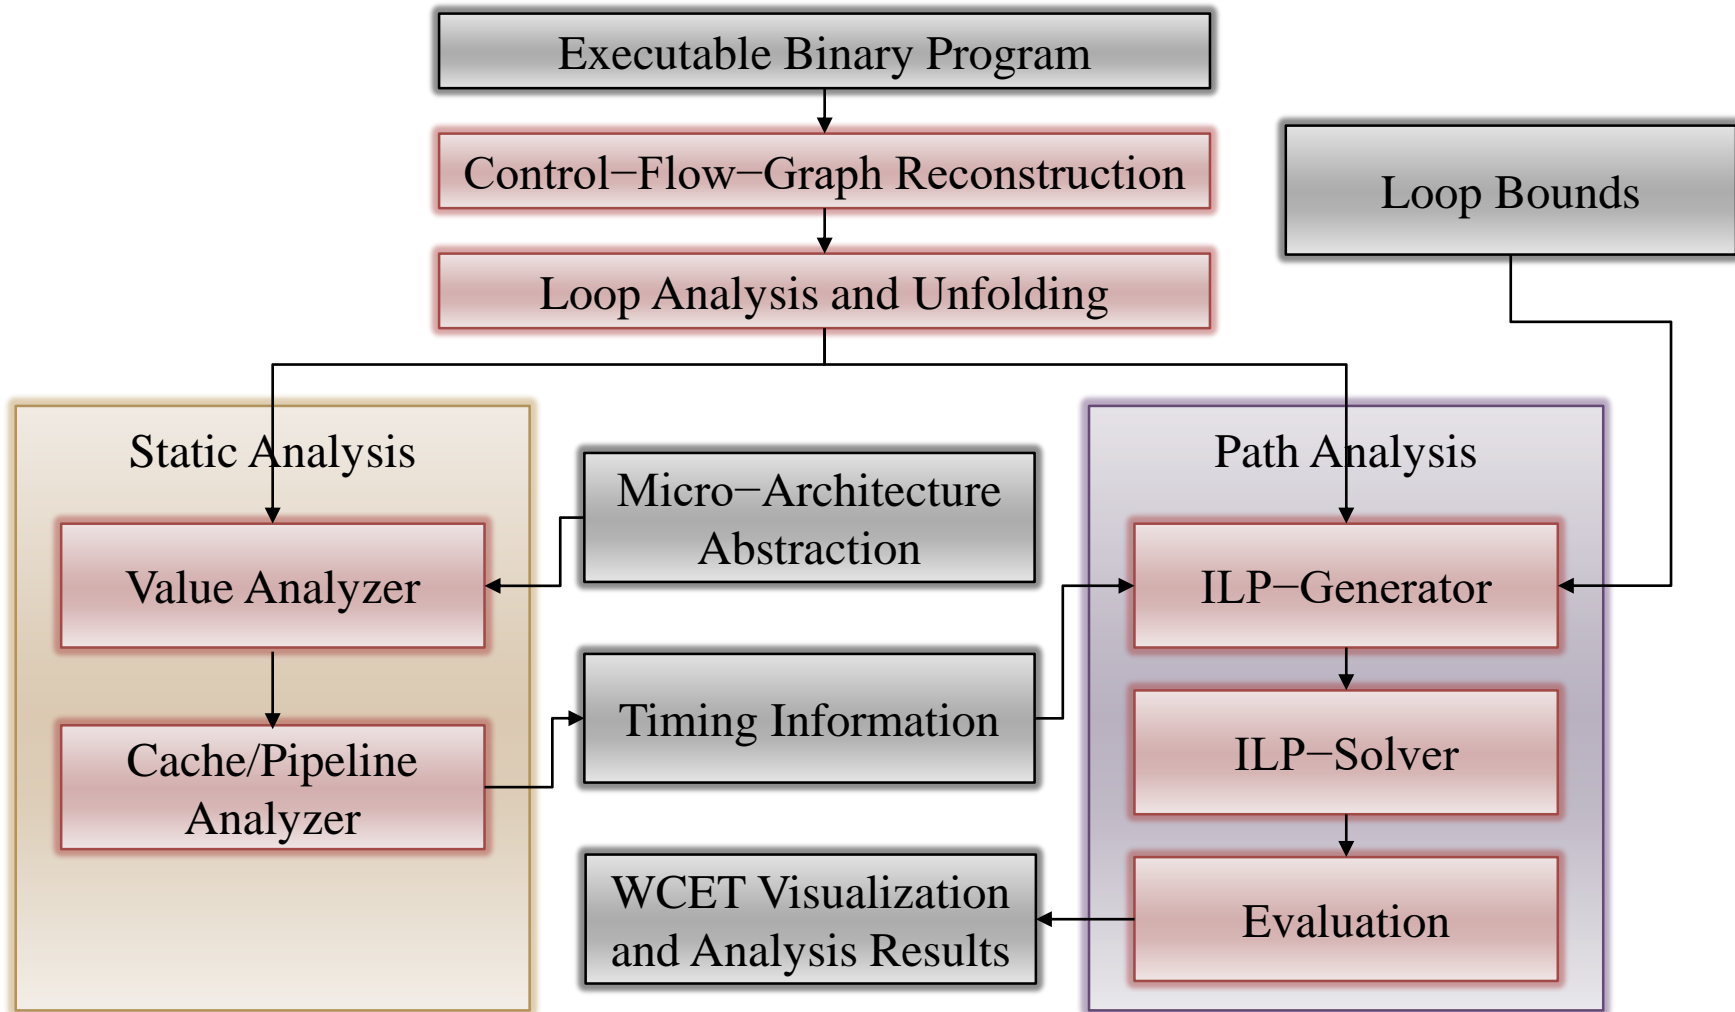 Executable Binary Program
Control−Flow−Graph Reconstruction
Loop Bounds
Loop Analysis and Unfolding
Static Analysis
Path Analysis
Micro−Architecture
Abstraction
Value Analyzer
ILP−Generator
Timing Information
Cache/Pipeline
Analyzer
ILP−Solver
WCET Visualization
and Analysis Results
Evaluation